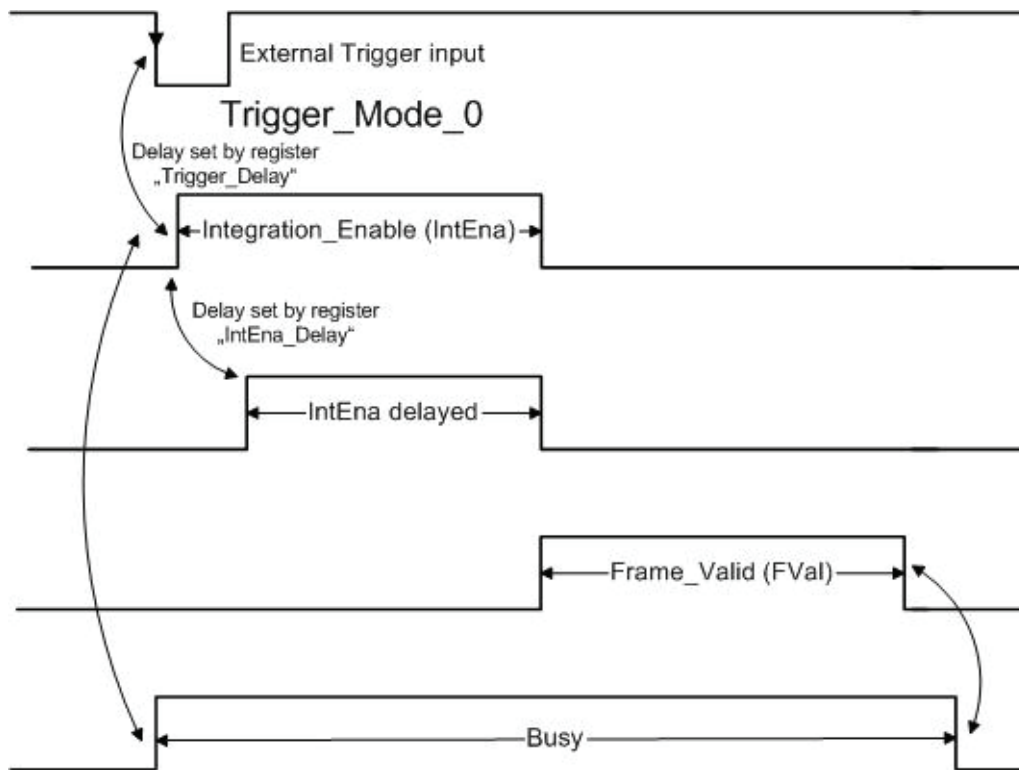 External Trigger input
Trigger_Mode_0
Delay set by register
„Trigger_Delay“
Integration_Enable (IntEna)
Delay set by register
„IntEna_Delay“
IntEna delayed
Frame_Valid (FVal)
Busy